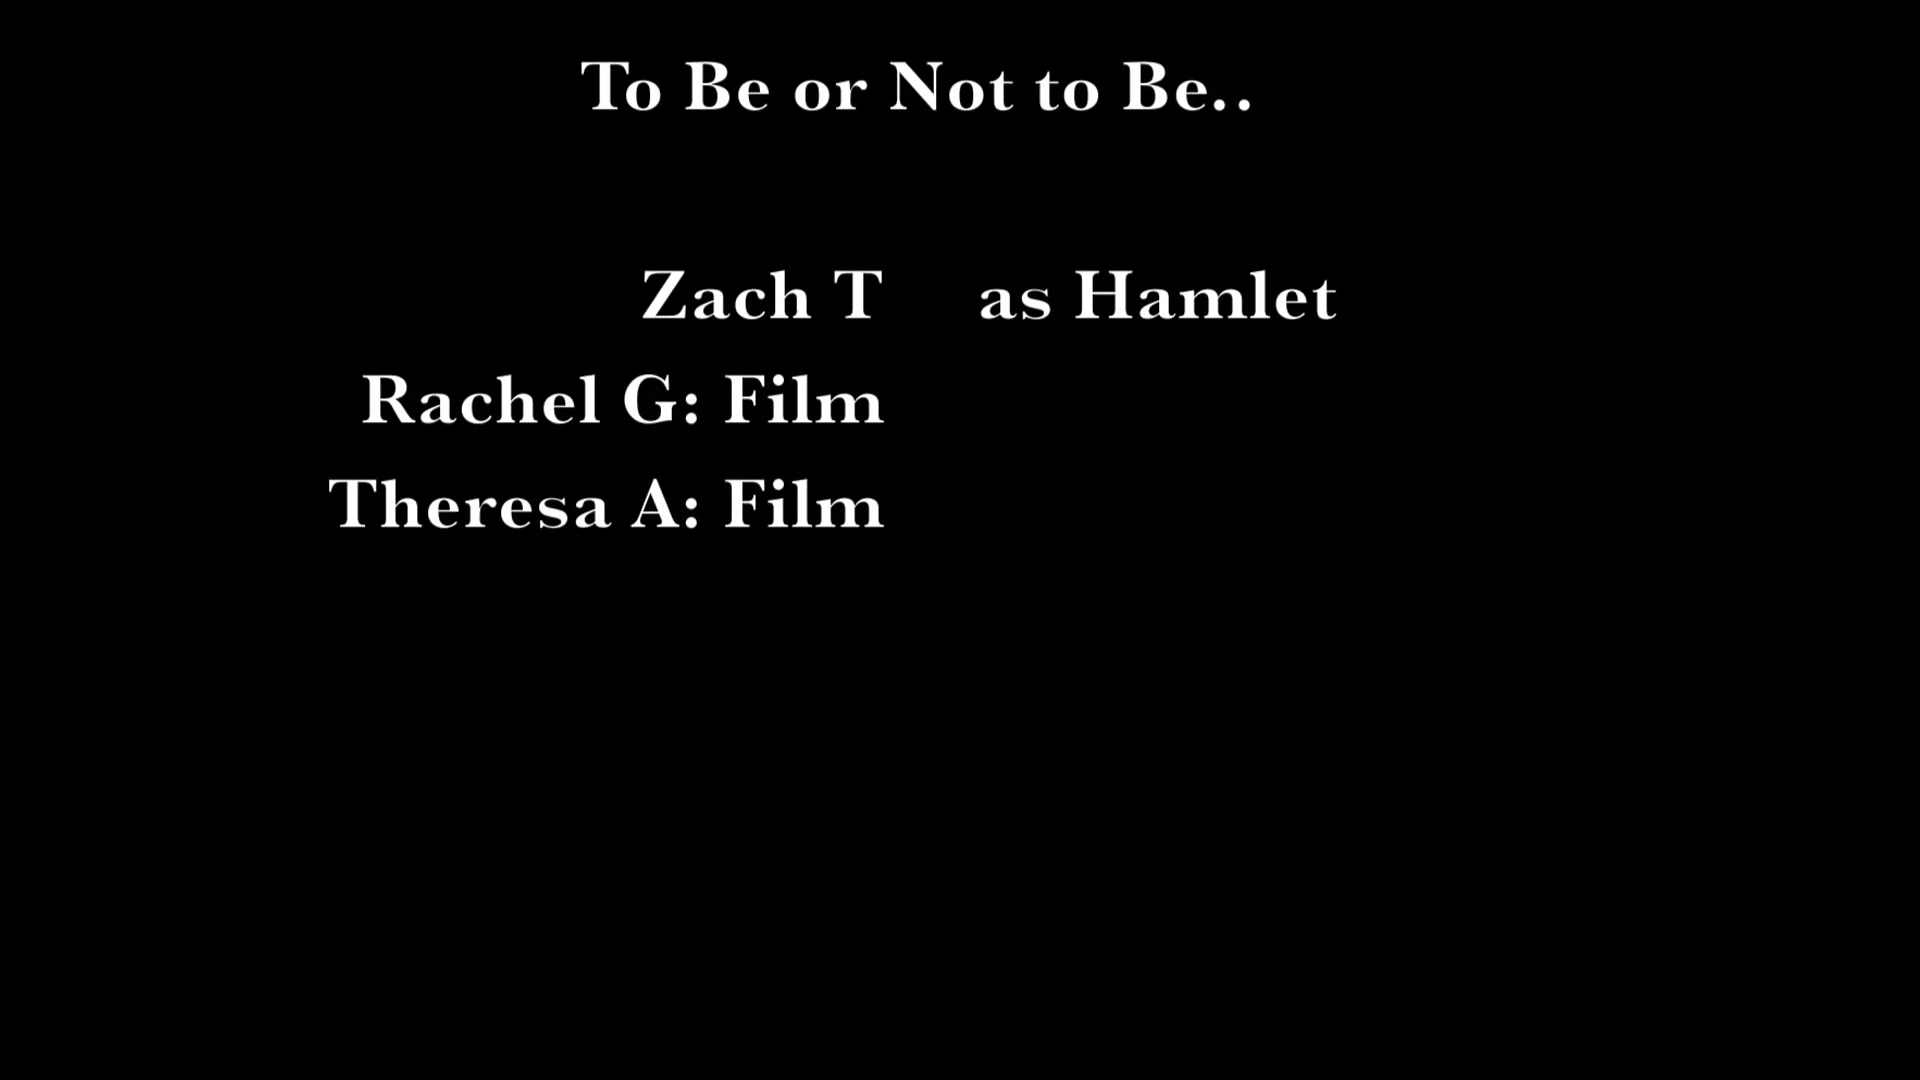 To Be or Not to Be..
Zach T as Hamlet
Rachel G: Film
Theresa A: Film